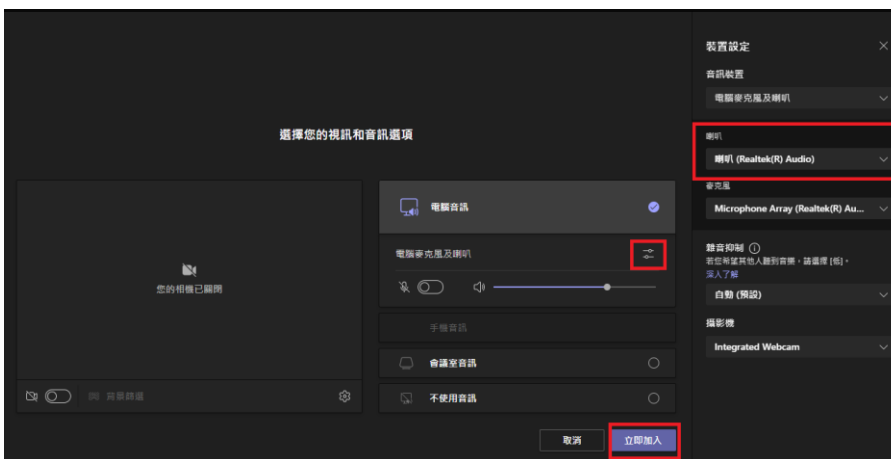 選擇您的視訊和音訊選項
您的相機已關閉
背景篩選
電腦音訊
電腦麥克風及喇叭
手機音訊
會議室音訊
不使用音訊
取消
立即加入
裝置設定
音訊裝置
電腦麥克風及喇叭
喇叭
喇叭 (Realtek(R) Audio)
麥克風
Microphone Array (Realtek(R) Au...
雜音抑制
若您希望其他人聽到音樂，請選擇 [低]。
深入了解
自動 (預設)
攝影機
Integrated Webcam